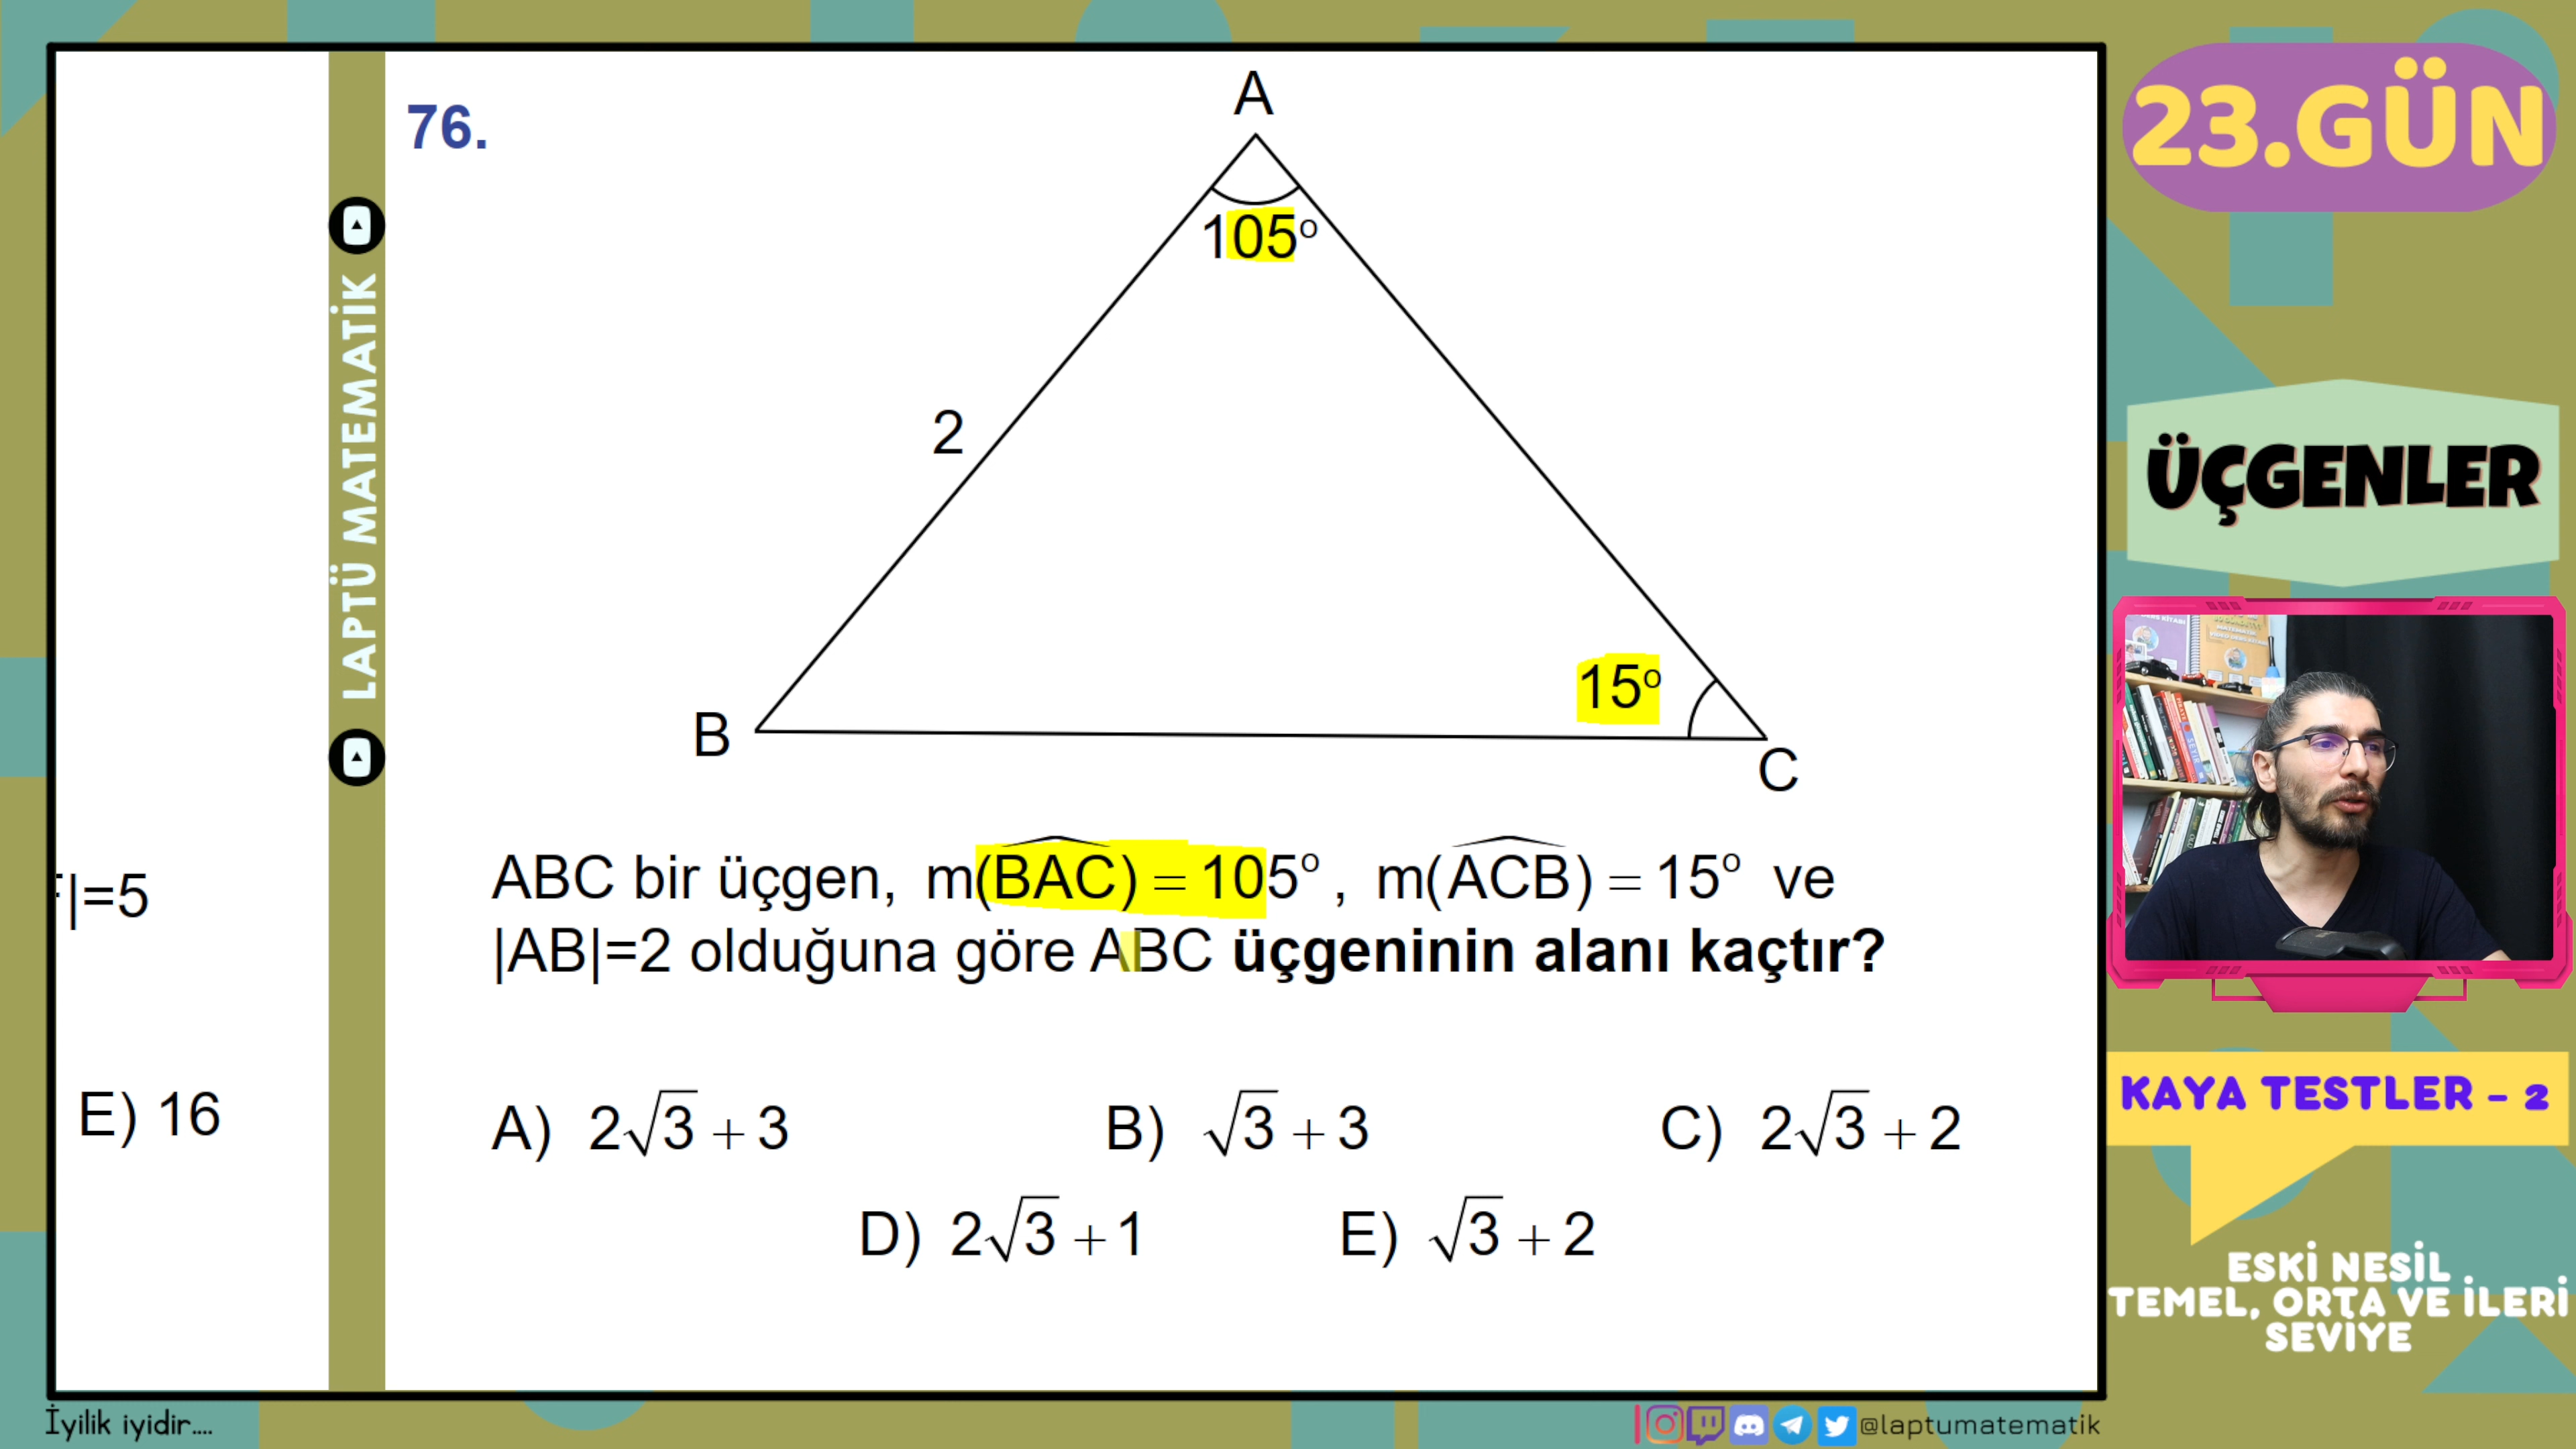 23.GÜN
76.
A
105°
2
15°
B
C
LAPTÜ MATEMATİK
ÜÇGENLER
ABC bir üçgen, m(BAC) = 105°, m(ACB) = 15° ve
|AB|=2 olduğuna göre ABC üçgeninin alanı kaçtır?
|=5
E) 16
A) 2√3 + 3
B) √3 + 3
C) 2√3 + 2
D) 2√3 + 1
E) √3 + 2
KAYA TESTLER - 2
ESKİ NESİL
TEMEL, ORTA VE İLERİ
SEVİYE
İyilik iyidir....
@laptumatematik